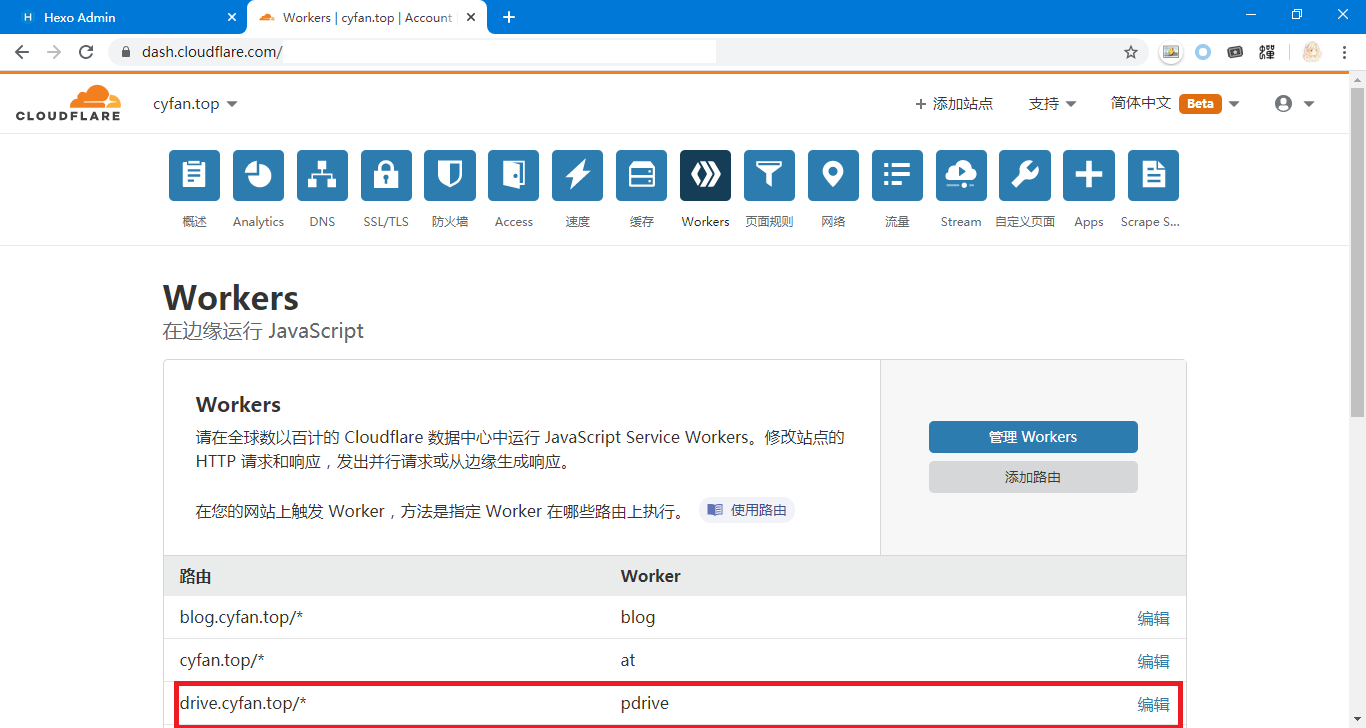 Hexo Admin
Workers | cyfan.top | Account
dash.cloudflare.com/
CLOUDFLARE
cyfan.top
+ 添加站点
支持
简体中文 Beta
概述
Analytics
DNS
SSL/TLS
防火墙
Access
速度
缓存
Workers
页面规则
网络
流量
Stream
自定义页面
Apps
Scrape S...
Workers
在边缘运行 JavaScript
Workers
请在全球数以百计的 Cloudflare 数据中心中运行 JavaScript Service Workers。修改站点的
HTTP 请求和响应，发出并行请求或从边缘生成响应。
在您的网站上触发 Worker，方法是指定 Worker 在哪些路由上执行。 使用路由
管理 Workers
添加路由
路由 Worker
blog.cyfan.top/* blog 编辑
cyfan.top/* at 编辑
drive.cyfan.top/* pdrive 编辑